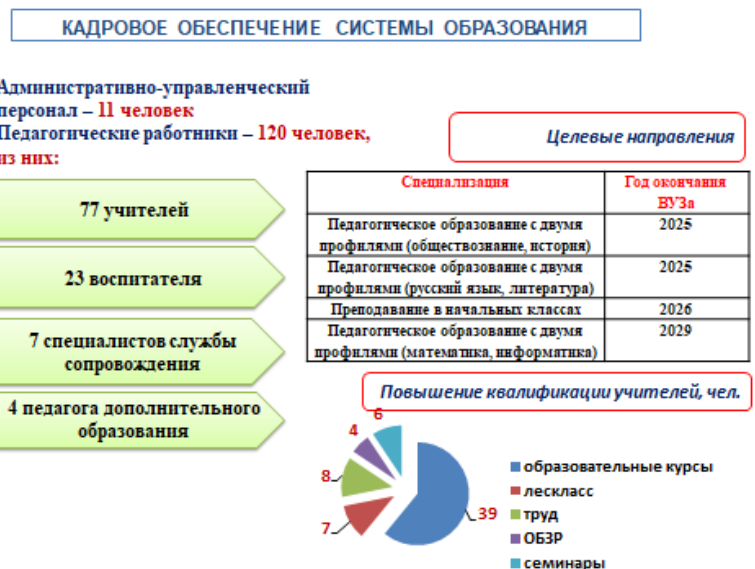 КАДРОВОЕ ОБЕСПЕЧЕНИЕ СИСТЕМЫ ОБРАЗОВАНИЯ
Административно-управленческий
персонал – 11 человек
Педагогические работники – 120 человек,
из них:
77 учителей
23 воспитателя
7 специалистов службы
сопровождения
4 педагога дополнительного
образования
Целевые направления
Специализация
Год окончания
ВУЗа
Педагогическое образование с двумя
профилями (обществознание, история)
2025
Педагогическое образование с двумя
профилями (русский язык, литература)
2025
Преподавание в начальных классах
2026
Педагогическое образование с двумя
профилями (математика, информатика)
2029
Повышение квалификации учителей, чел.
6
4
8
7
39
образовательные курсы
лескласс
труд
ОБЗР
семинары